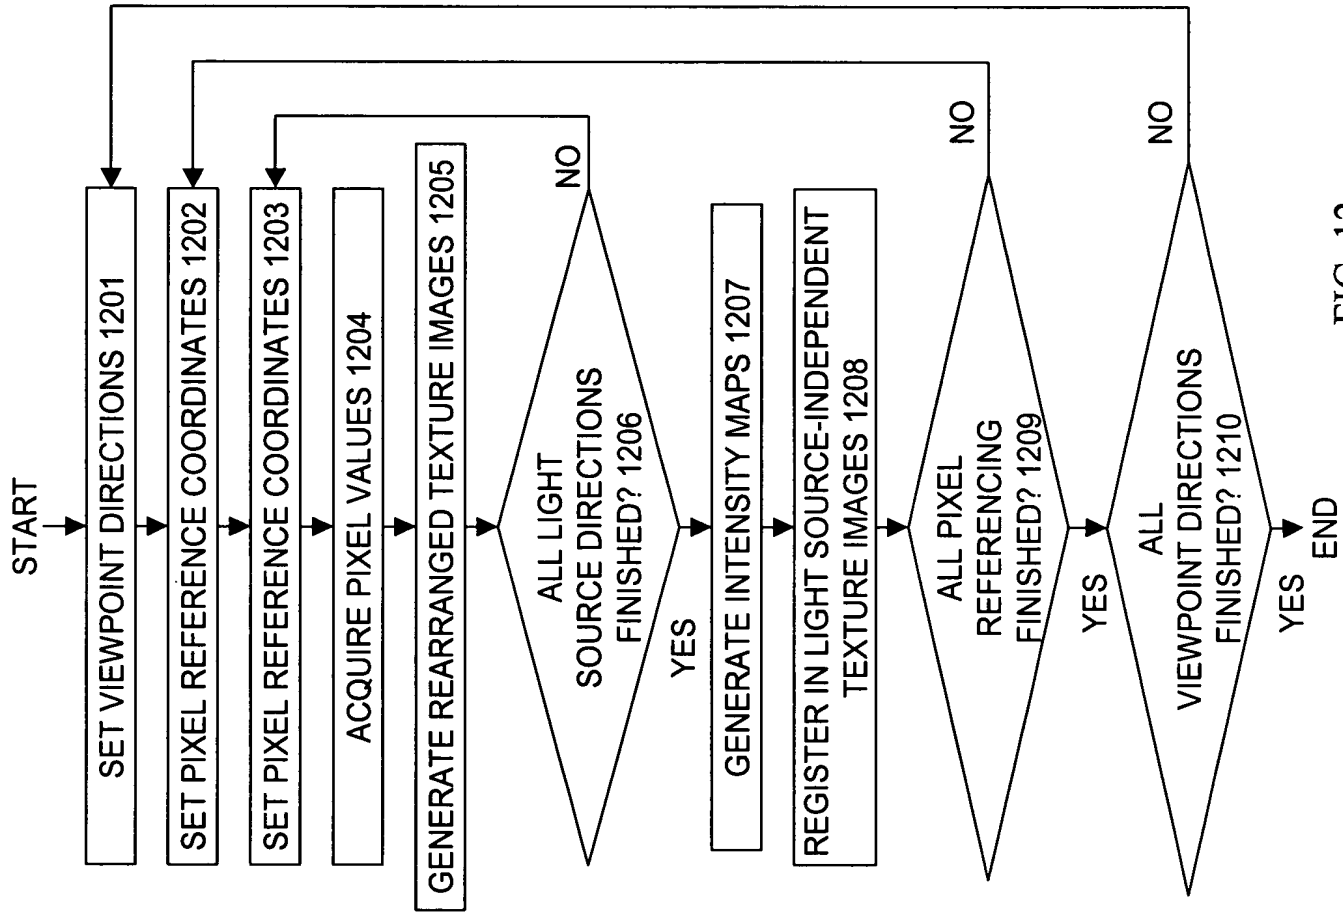 START
SET VIEWPOINT DIRECTIONS 1201
SET PIXEL REFERENCE COORDINATES 1202
SET PIXEL REFERENCE COORDINATES 1203
ACQUIRE PIXEL VALUES 1204
GENERATE REARRANGED TEXTURE IMAGES 1205
ALL LIGHT
SOURCE DIRECTIONS
FINISHED? 1206
NO
YES
GENERATE INTENSITY MAPS 1207
REGISTER IN LIGHT SOURCE-INDEPENDENT
TEXTURE IMAGES 1208
ALL PIXEL
REFERENCING
FINISHED? 1209
NO
YES
ALL
VIEWPOINT DIRECTIONS
FINISHED? 1210
NO
YES
END
FIG. 12